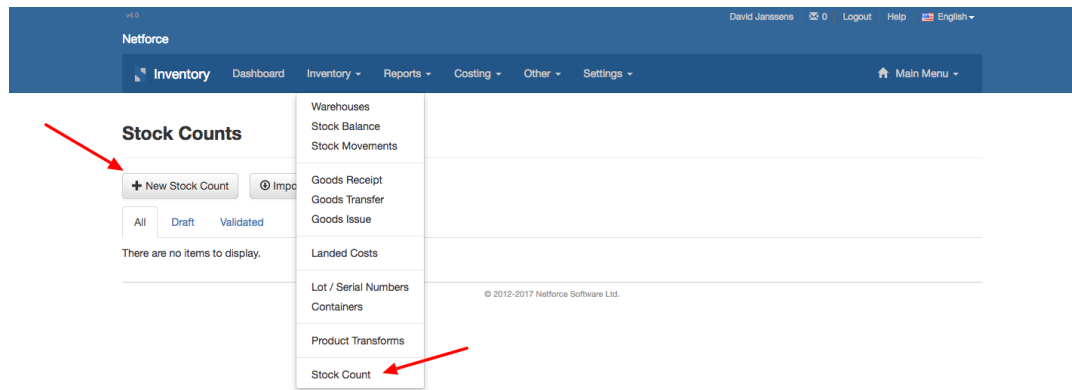 v4.0
David Janssens 0 Logout Help English
Netforce
Inventory Dashboard Inventory Reports Costing Other Settings Main Menu
Warehouses
Stock Balance
Stock Movements
Goods Receipt
Goods Transfer
Goods Issue
Landed Costs
Lot / Serial Numbers
Containers
Product Transforms
Stock Count
Stock Counts
New Stock Count Impo
All Draft Validated
There are no items to display.
© 2012-2017 Netforce Software Ltd.